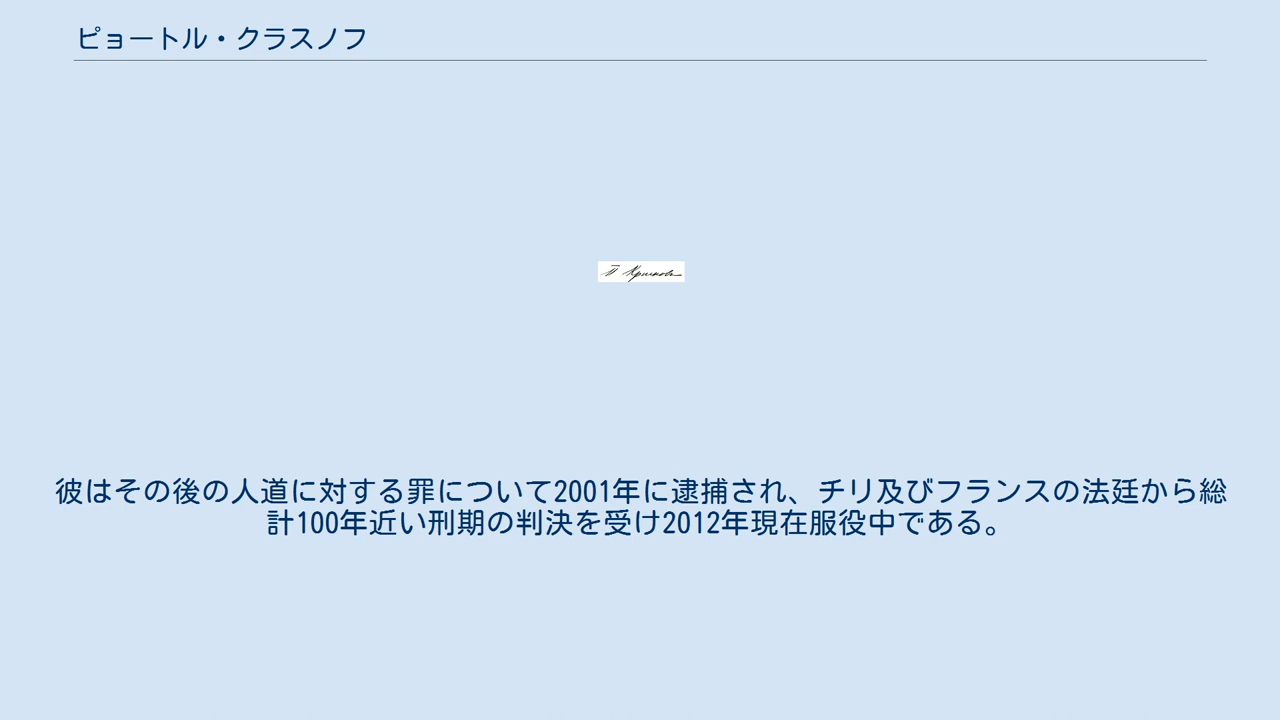 ピョートル・クラスノフ
П Краснов
彼はその後の人道に対する罪について2001年に逮捕され、チリ及びフランスの法廷から総
計100年近い刑期の判決を受け2012年現在服役中である。